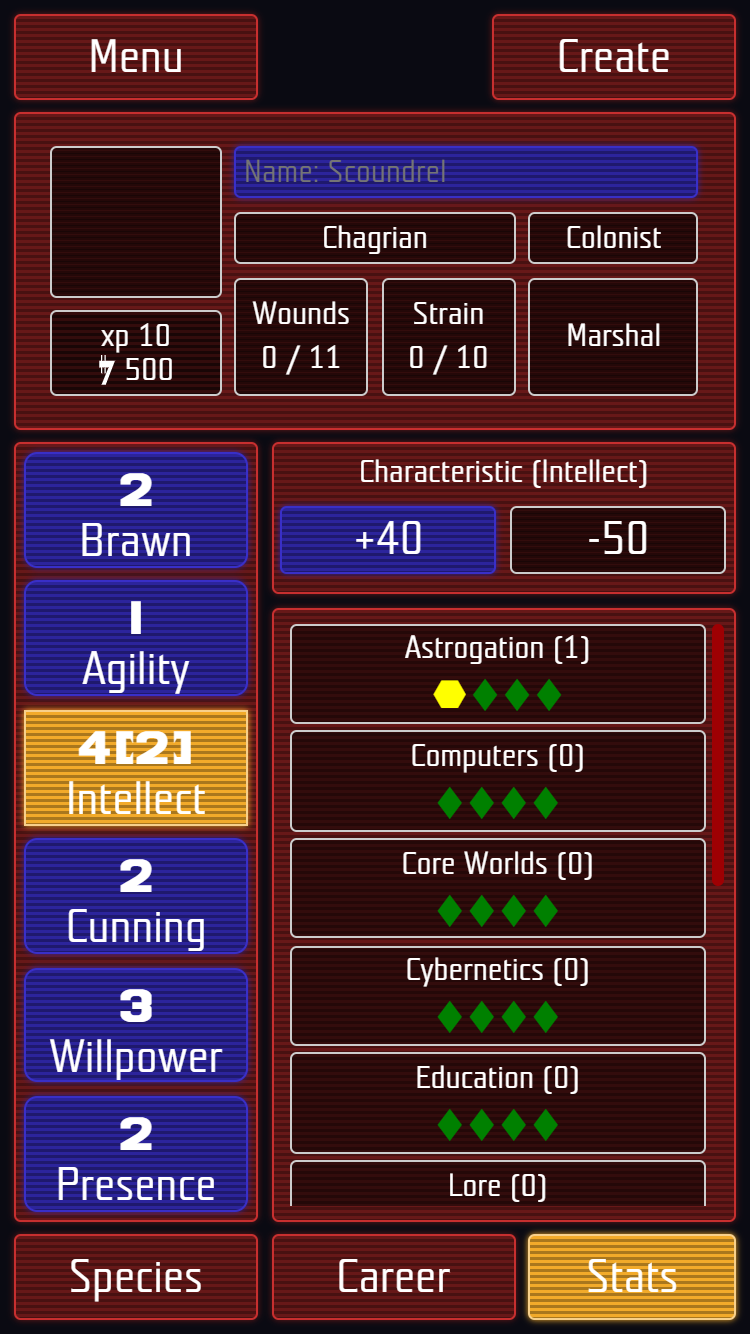 Menu
Create
Name: Scoundrel
Chagrian
Colonist
xp 10
500
Wounds
0 / 11
Strain
0 / 10
Marshal
2
Brawn
1
Agility
4[2]
Intellect
2
Cunning
3
Willpower
2
Presence
Characteristic (Intellect)
+40
-50
Astrogation (1)
Computers (0)
Core Worlds (0)
Cybernetics (0)
Education (0)
Lore (0)
Species
Career
Stats